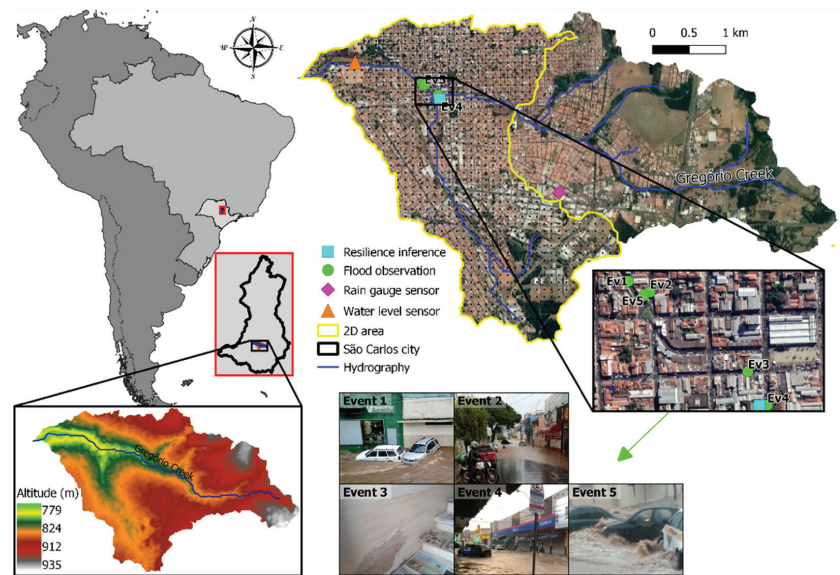 N
W
E
S
0
1
1 km
Ev5
Ev4
Gregório Creek
Resilience inference
Flood observation
Rain gauge sensor
Water level sensor
2D area
São Carlos city
Hydrography
Ev1
Ev2
Ev5
Ev3
Ev4
Gregório Creek
Altitude (m)
779
824
912
935
Event 1
Event 2
Event 3
Event 4
Event 5